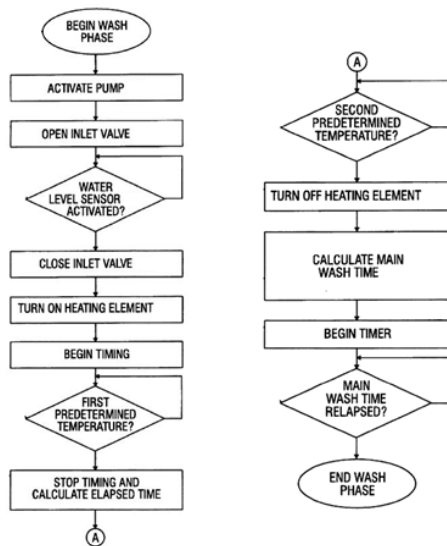 BEGIN WASH
PHASE
ACTIVATE PUMP
OPEN INLET VALVE
WATER
LEVEL SENSOR
ACTIVATED?
CLOSE INLET VALVE
TURN ON HEATING ELEMENT
BEGIN TIMING
FIRST
PREDETERMINED
TEMPERATURE?
STOP TIMING AND
CALCULATE ELAPSED TIME
A
A
SECOND
PREDETERMINED
TEMPERATURE?
TURN OFF HEATING ELEMENT
CALCULATE MAIN
WASH TIME
BEGIN TIMER
MAIN
WASH TIME
RELAPSED?
END WASH
PHASE